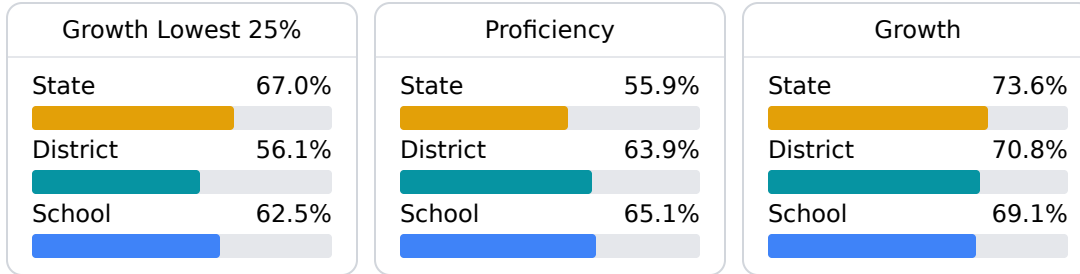 Growth Lowest 25%
State 67.0%
District 56.1%
School 62.5%
Proficiency
State 55.9%
District 63.9%
School 65.1%
Growth
State 73.6%
District 70.8%
School 69.1%